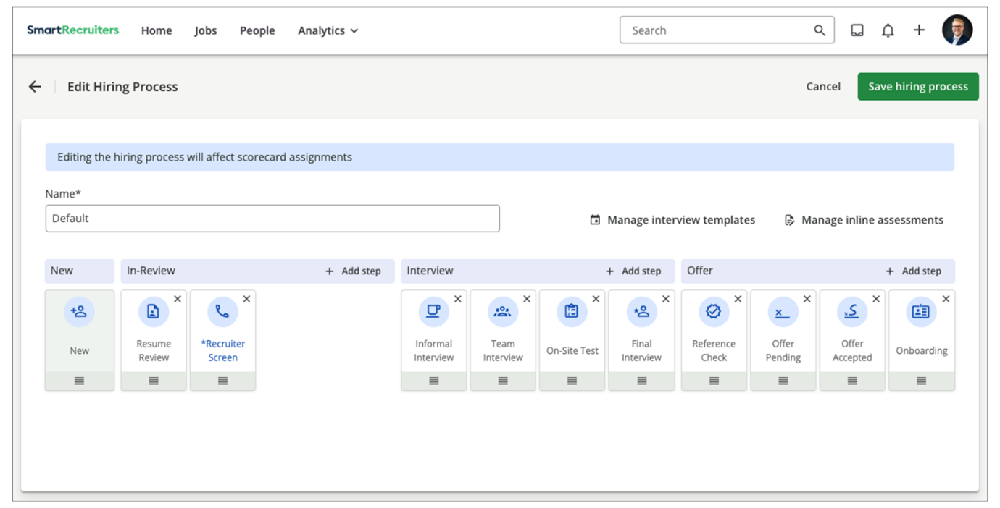 SmartRecruiters Home Jobs People Analytics Search
Edit Hiring Process Cancel Save hiring process
Editing the hiring process will affect scorecard assignments
Name*
Default
Manage interview templates Manage inline assessments
New In-Review + Add step Interview + Add step Offer + Add step
New
Resume
Review
*Recruiter
Screen
Informal
Interview
Team
Interview
On-Site Test
Final
Interview
Reference
Check
Offer
Pending
Offer
Accepted
Onboarding